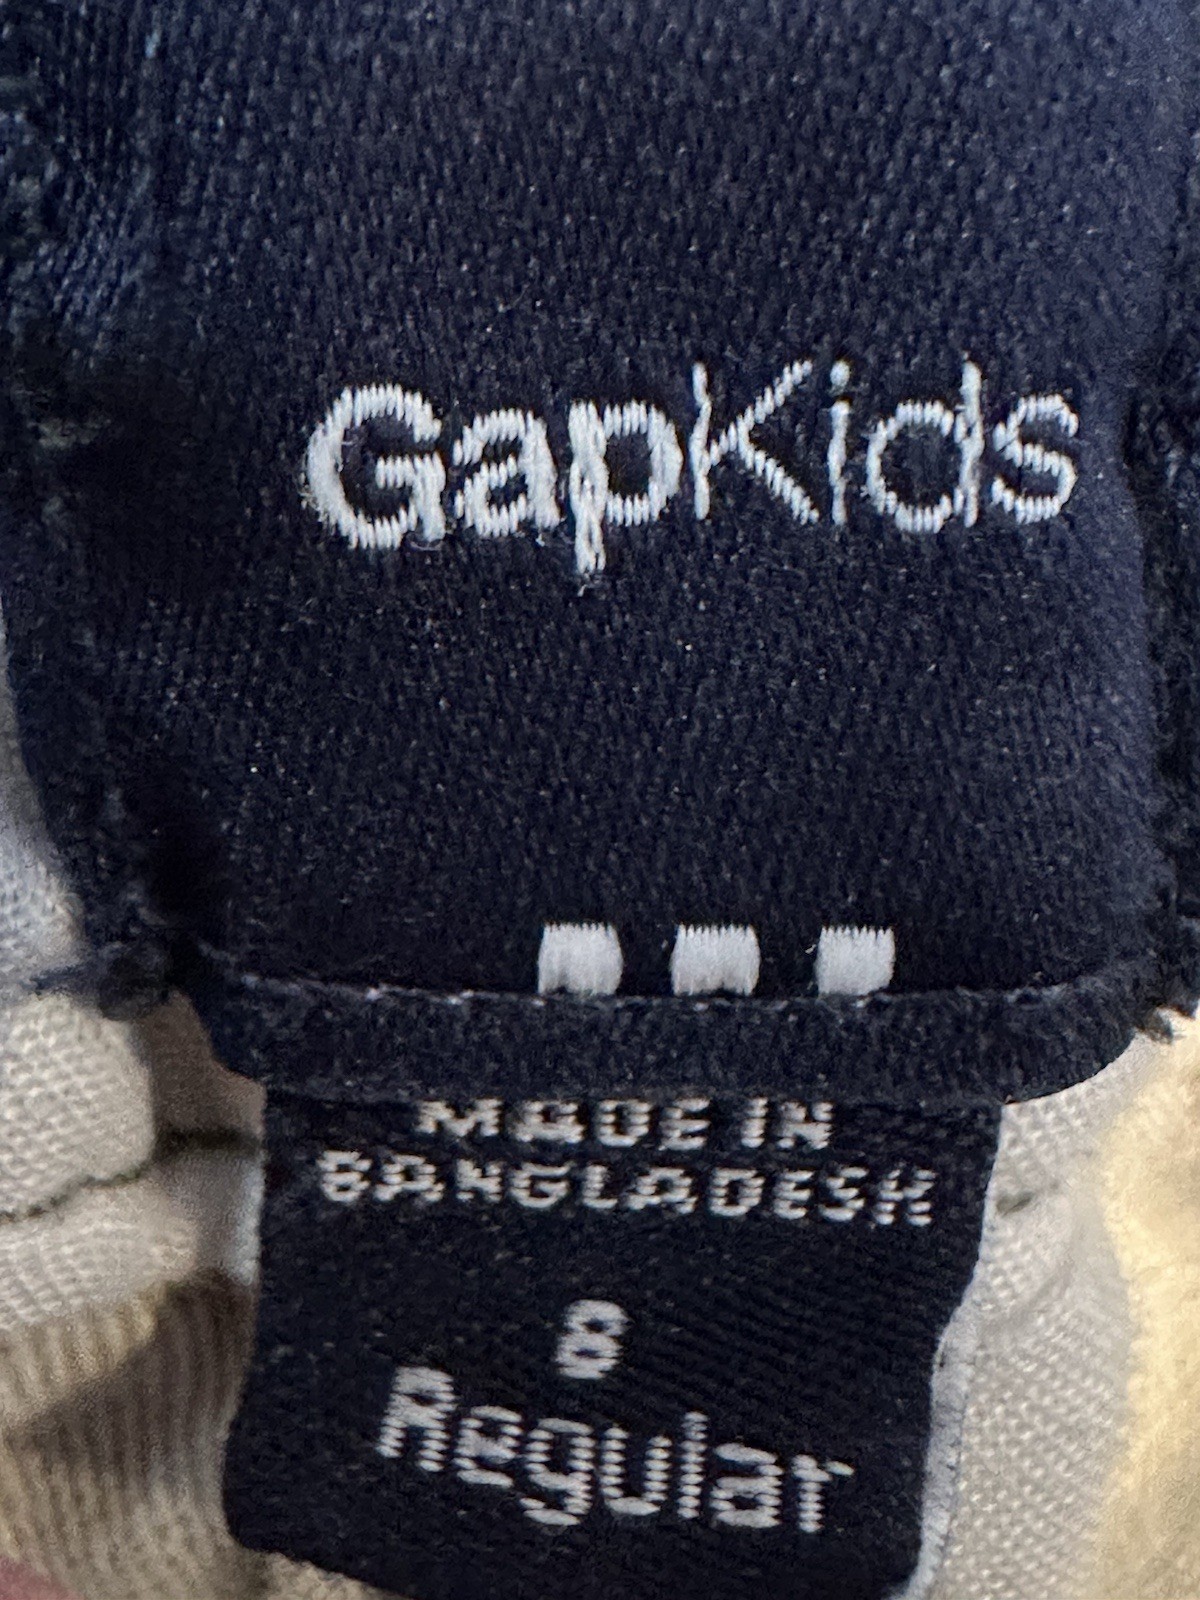 GapKids
MADE IN
BANGLADESH
8
Regular